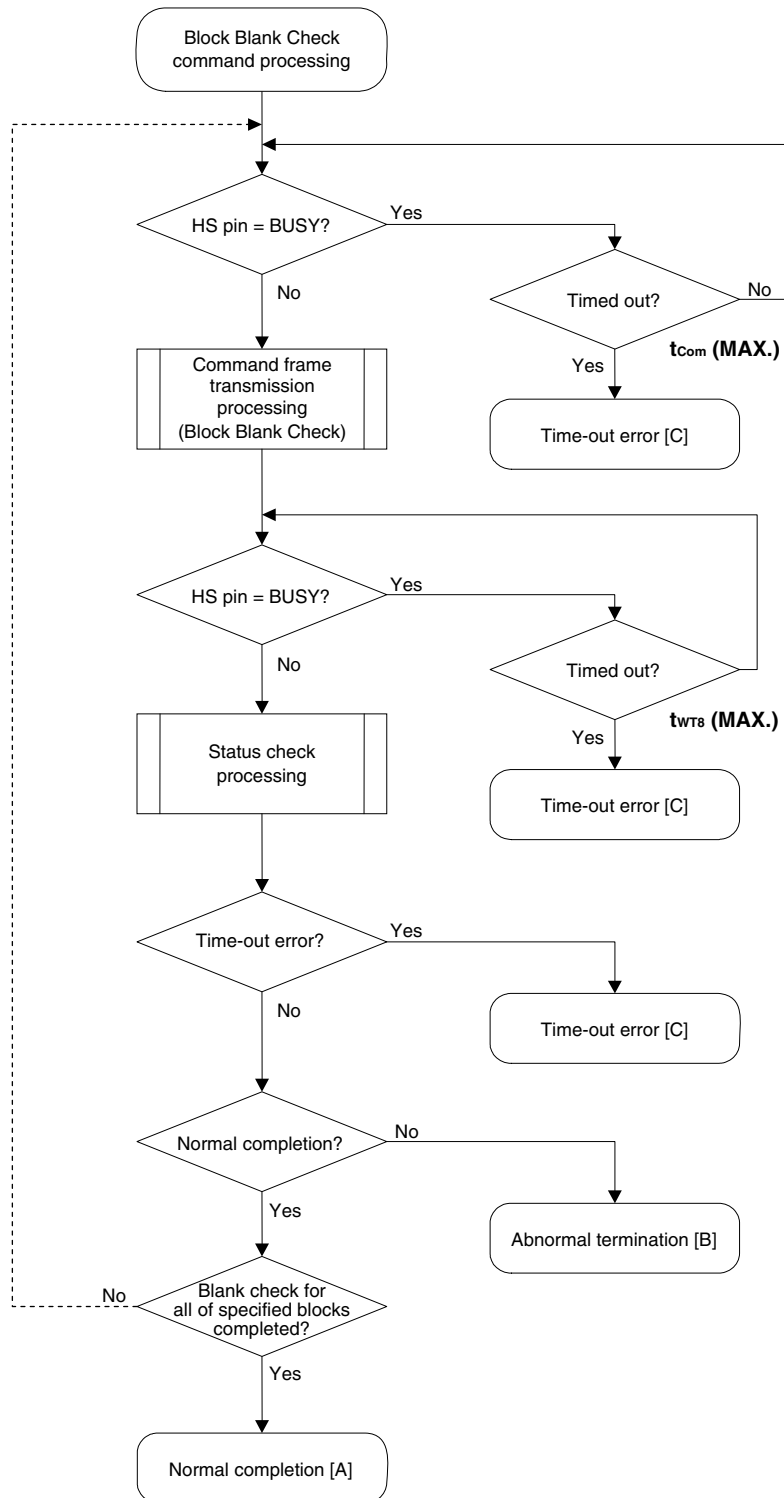 Block Blank Check
command processing
HS pin = BUSY?
Yes
No
Timed out?
No
tCom (MAX.)
Yes
Time-out error [C]
Command frame
transmission
processing
(Block Blank Check)
HS pin = BUSY?
Yes
No
Timed out?
tWT8 (MAX.)
Yes
Time-out error [C]
Status check
processing
Time-out error?
Yes
No
Time-out error [C]
Normal completion?
No
Yes
Abnormal termination [B]
No
Blank check for
all of specified blocks
completed?
Yes
Normal completion [A]